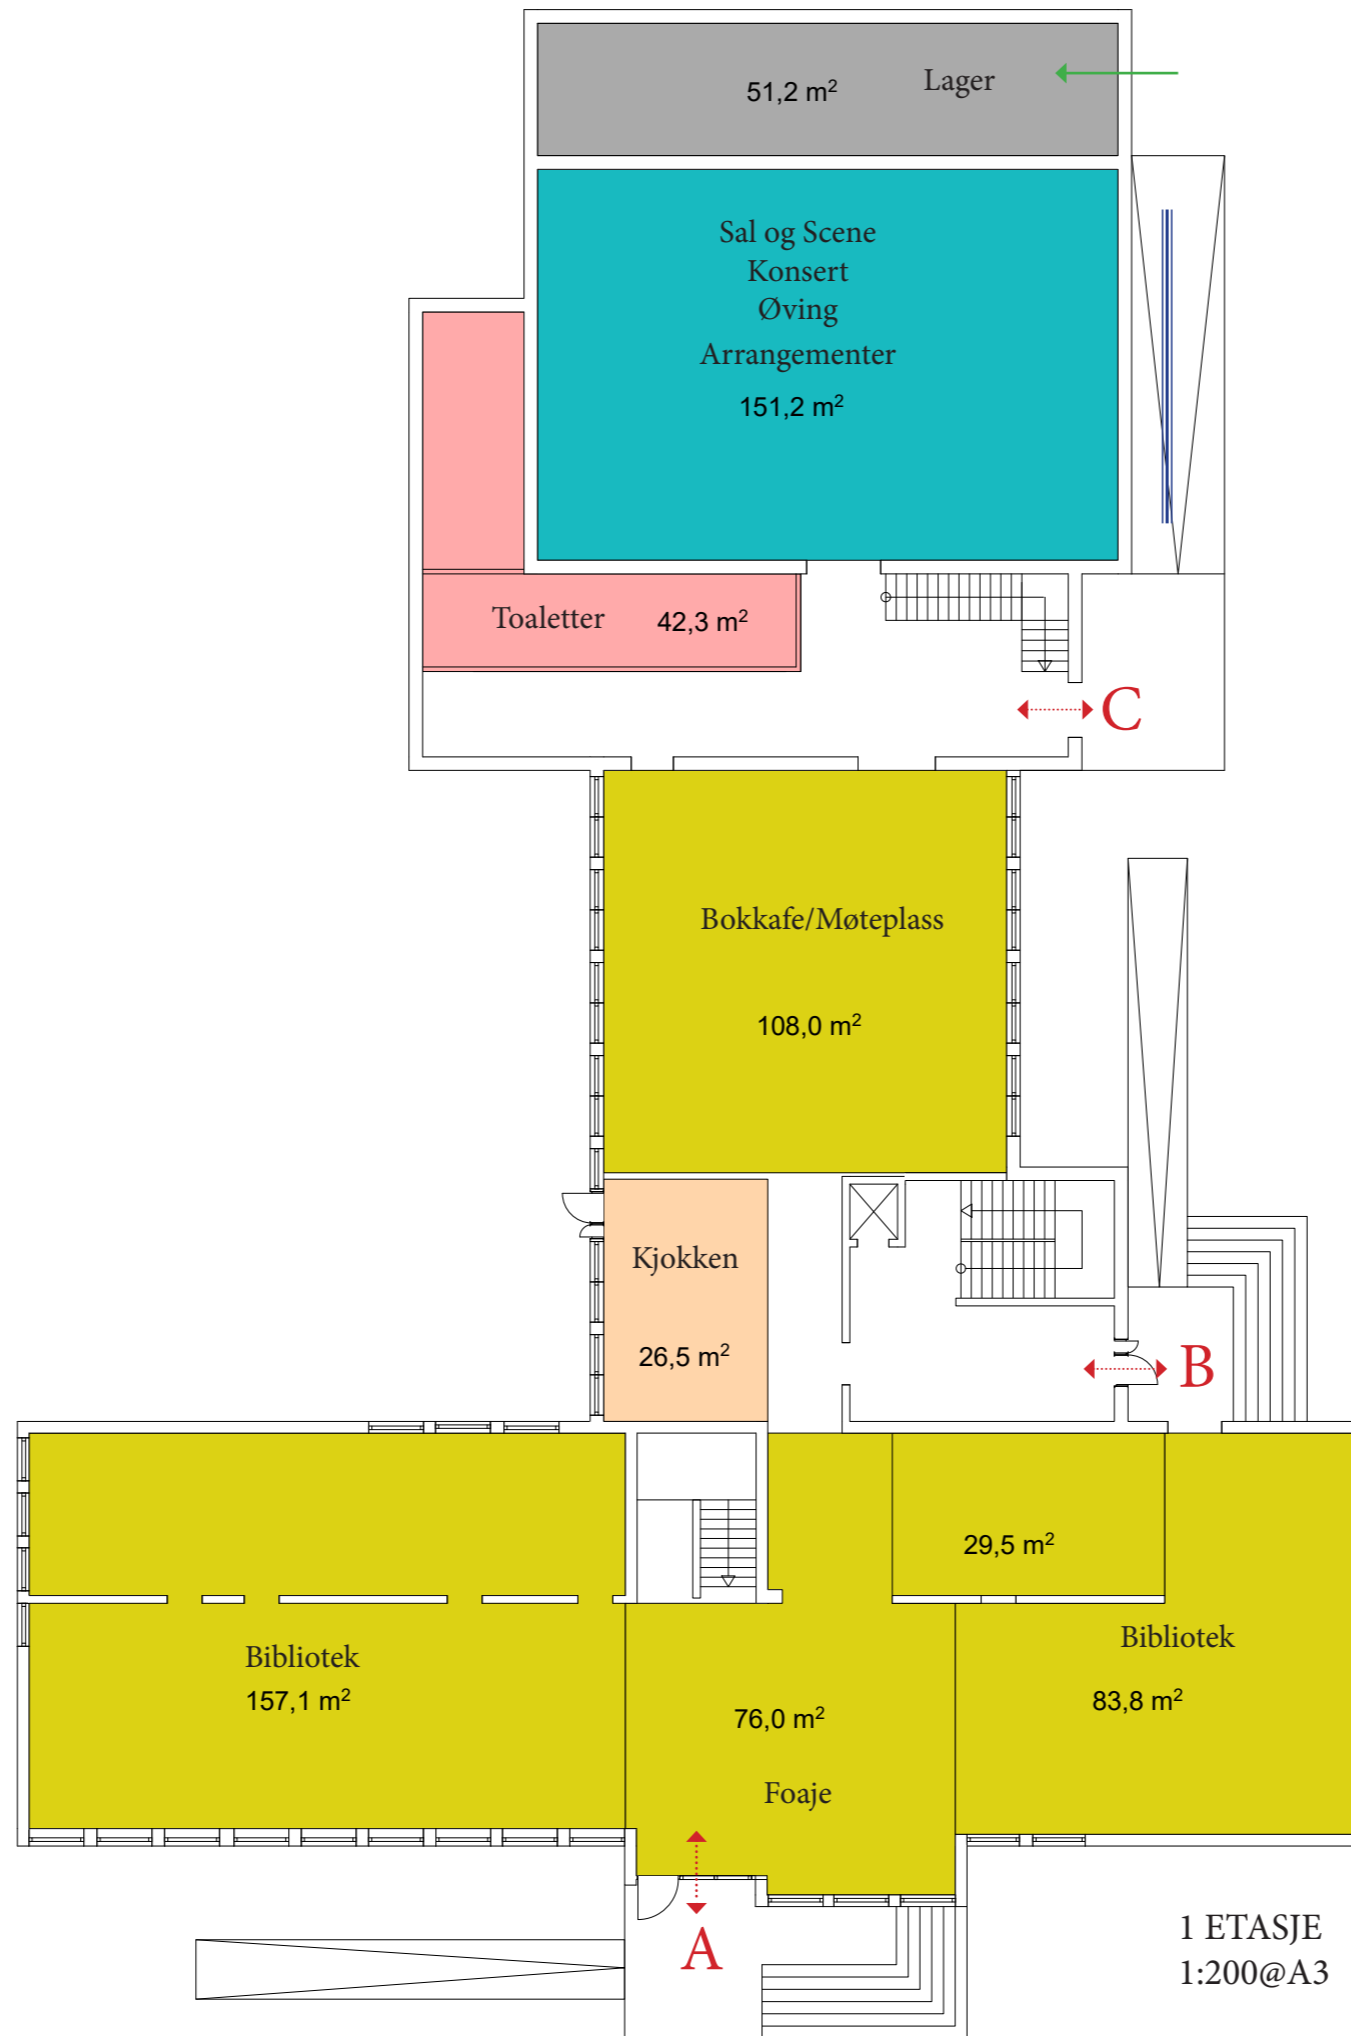 51,2 m² Lager
Sal og Scene
Konsert
Øving
Arrangementer
151,2 m²
Toaletter 42,3 m²
C
Bokkafe/Møteplass
108,0 m²
Kjokken
26,5 m²
B
29,5 m²
Bibliotek
157,1 m²
76,0 m²
Foaje
Bibliotek
83,8 m²
A
1 ETASJE
1:200@A3